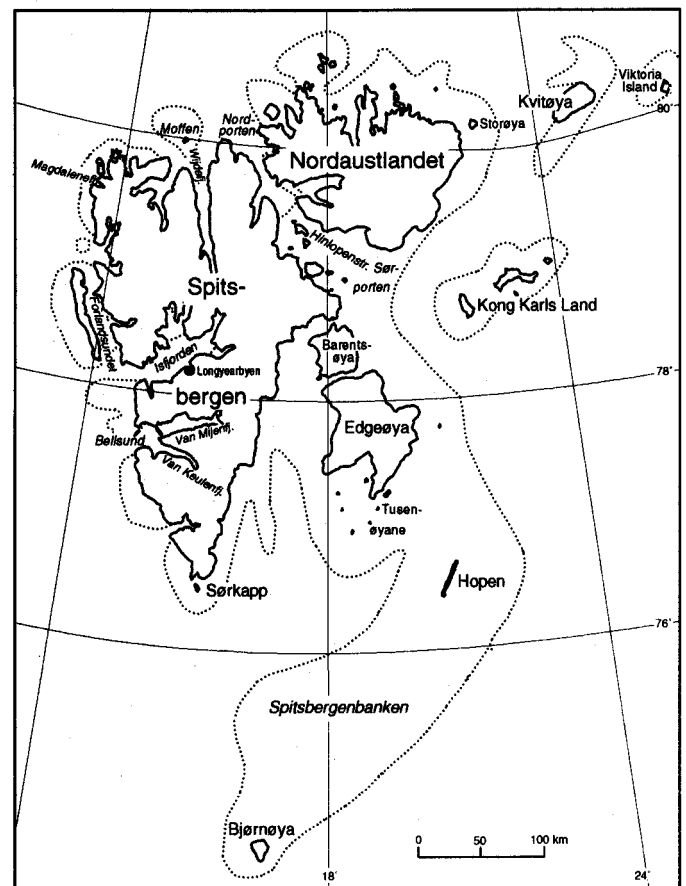 Viktoria
Island
Kvitøya
80'
Storøya
Nord-
porten
Moffen
Wijdefj.
Magdalenefj.
Nordaustlandet
Hinlopenstr. Sør-
porten
Kong Karls Land
Spits-
bergen
Forlandsundet
Isfjorden
Longyearbyen
Barents-
øya
78'
Edgeøya
Bellsund
Van Mijenfj.
Van Keulenfj.
Tusen-
øyane
Sørkapp
Hopen
76'
Spitsbergenbanken
Bjørnøya
0 50 100 km
18'
24'